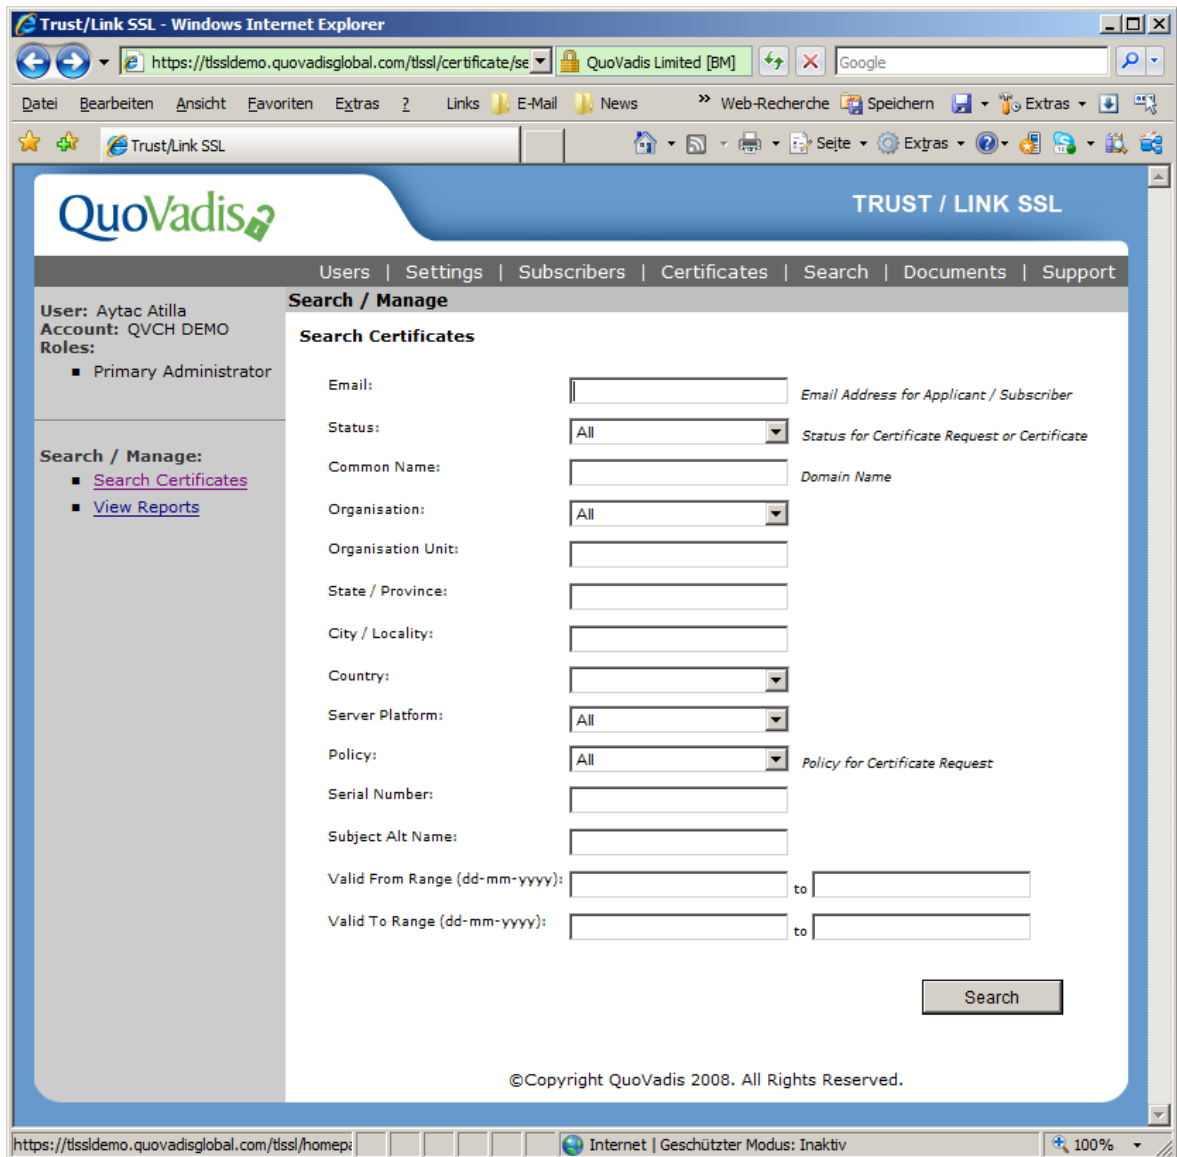 Trust/Link SSL - Windows Internet Explorer
https://tlssldemo.quovadisglobal.com/tlssl/certificate/se QuoVadis Limited [BM] Google
Datei Bearbeiten Ansicht Favoriten Extras ? Links E-Mail News » Web-Recherche Speichern Extras
Trust/Link SSL Seite Extras
QuoVadis TRUST / LINK SSL
Users | Settings | Subscribers | Certificates | Search | Documents | Support
User: Aytac Atilla
Account: QVCH DEMO
Roles:
Primary Administrator
Search / Manage:
Search Certificates
View Reports
Search / Manage
Search Certificates
Email: Email Address for Applicant / Subscriber
Status: All Status for Certificate Request or Certificate
Common Name: Domain Name
Organisation: All
Organisation Unit:
State / Province:
City / Locality:
Country:
Server Platform: All
Policy: All Policy for Certificate Request
Serial Number:
Subject Alt Name:
Valid From Range (dd-mm-yyyy): to
Valid To Range (dd-mm-yyyy): to
Search
©Copyright QuoVadis 2008. All Rights Reserved.
https://tlssldemo.quovadisglobal.com/tlssl/homepa Internet | Geschützter Modus: Inaktiv 100%